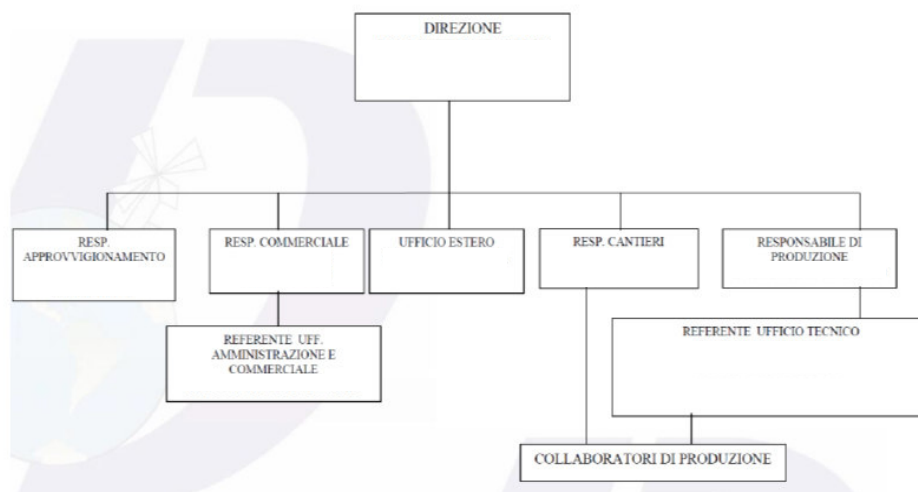 DIREZIONE
RESP.
APPROVVIGIONAMENTO
RESP. COMMERCIALE
UFFICIO ESTERO
RESP. CANTIERI
RESPONSABILE DI
PRODUZIONE
REFERENTE UFF.
AMMINISTRAZIONE E
COMMERCIALE
REFERENTE UFFICIO TECNICO
COLLABORATORI DI PRODUZIONE